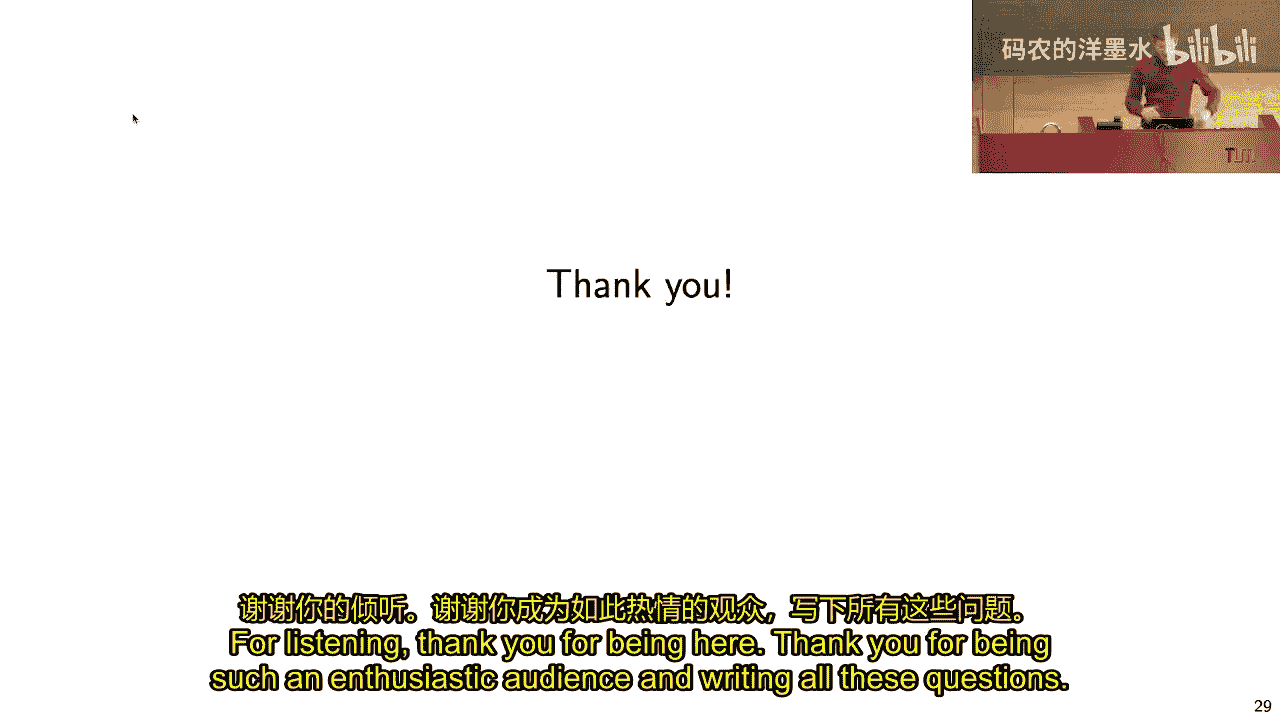 码农的洋墨水 bilibili
Thank you!
谢谢你的倾听。谢谢你成为如此热情的观众，写下所有这些问题。
For listening, thank you for being here. Thank you for being
such an enthusiastic audience and writing all these questions.
29